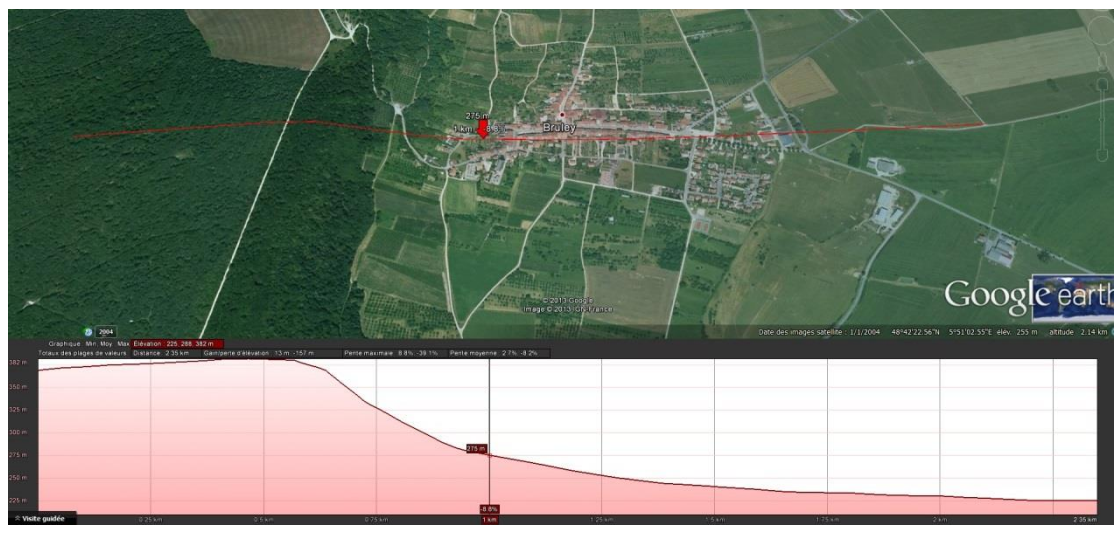 275 m
1 km -8.8%
Bruley
© 2013 Google
Image © 2013 IGN-France
Google earth
2004
Date des images satellite : 1/1/2004 48°42'22.56"N 5°51'02.55"E élév. 255 m altitude 2.14 km
Graphique : Min, Moy, Max Élévation : 225, 288, 382 m
Totaux des plages de valeurs : Distance : 2.35 km Gain/perte d'élévation : 13 m -157 m Pente maximale : 8.8% -39.1% Pente moyenne : 2.7% -8.2%
382 m
350 m
325 m
300 m
275 m
275 m
250 m
225 m
-8.8%
Visite guidée
0.25 km
0.5 km
0.75 km
1 km
1.25 km
1.5 km
1.75 km
2 km
2.35 km